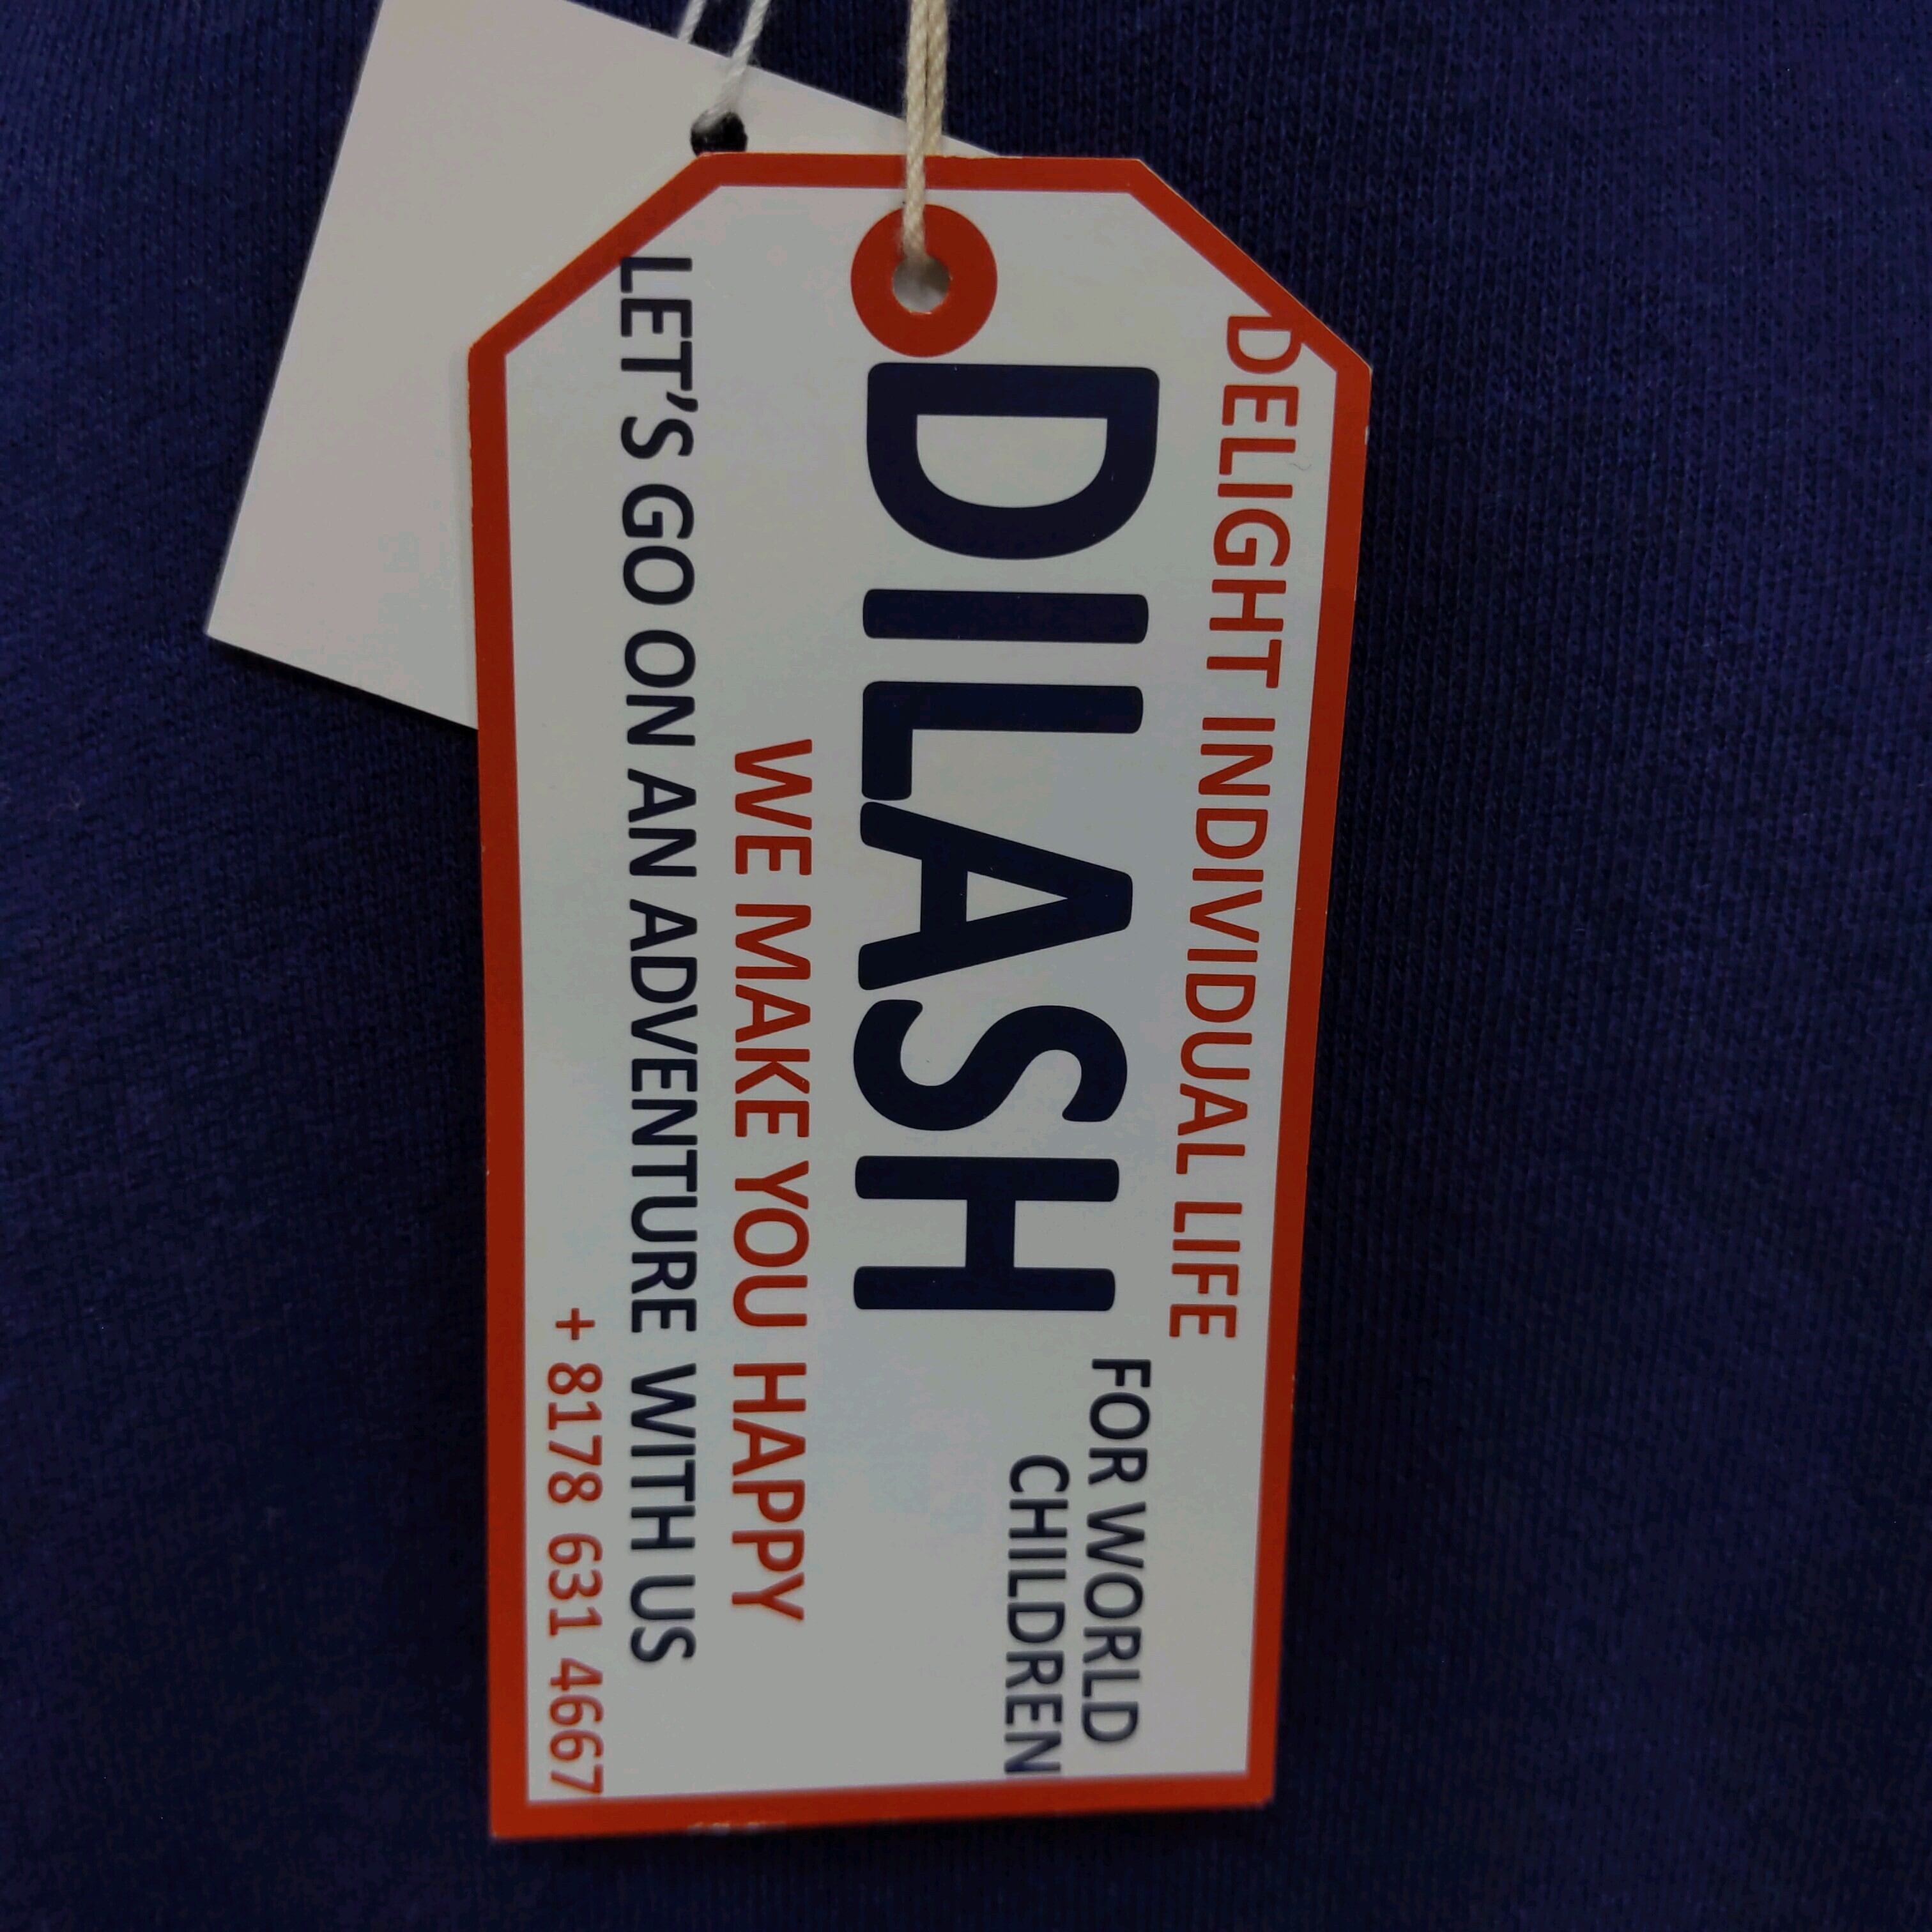 DELIGHT INDIVIDUAL LIFE
DILASH
FOR WORLD
CHILDREN
WE MAKE YOU HAPPY
LET'S GO ON AN ADVENTURE WITH US
+ 8178 631 4667